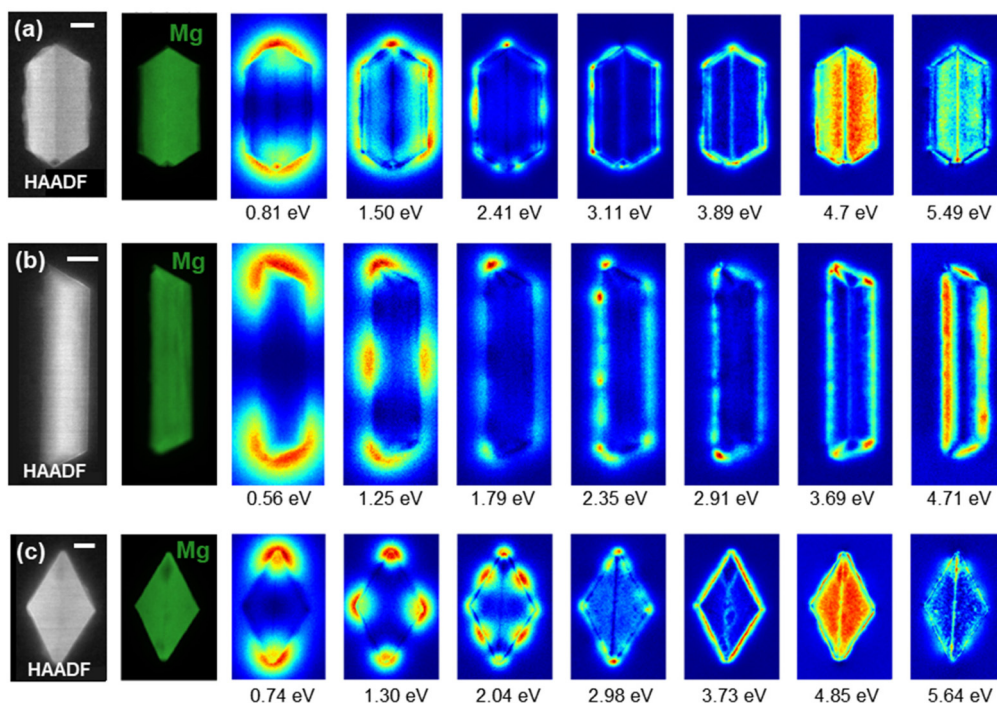 (a) Mg
HAADF
0.81 eV 1.50 eV 2.41 eV 3.11 eV 3.89 eV 4.7 eV 5.49 eV
(b) Mg
HAADF
0.56 eV 1.25 eV 1.79 eV 2.35 eV 2.91 eV 3.69 eV 4.71 eV
(c) Mg
HAADF
0.74 eV 1.30 eV 2.04 eV 2.98 eV 3.73 eV 4.85 eV 5.64 eV